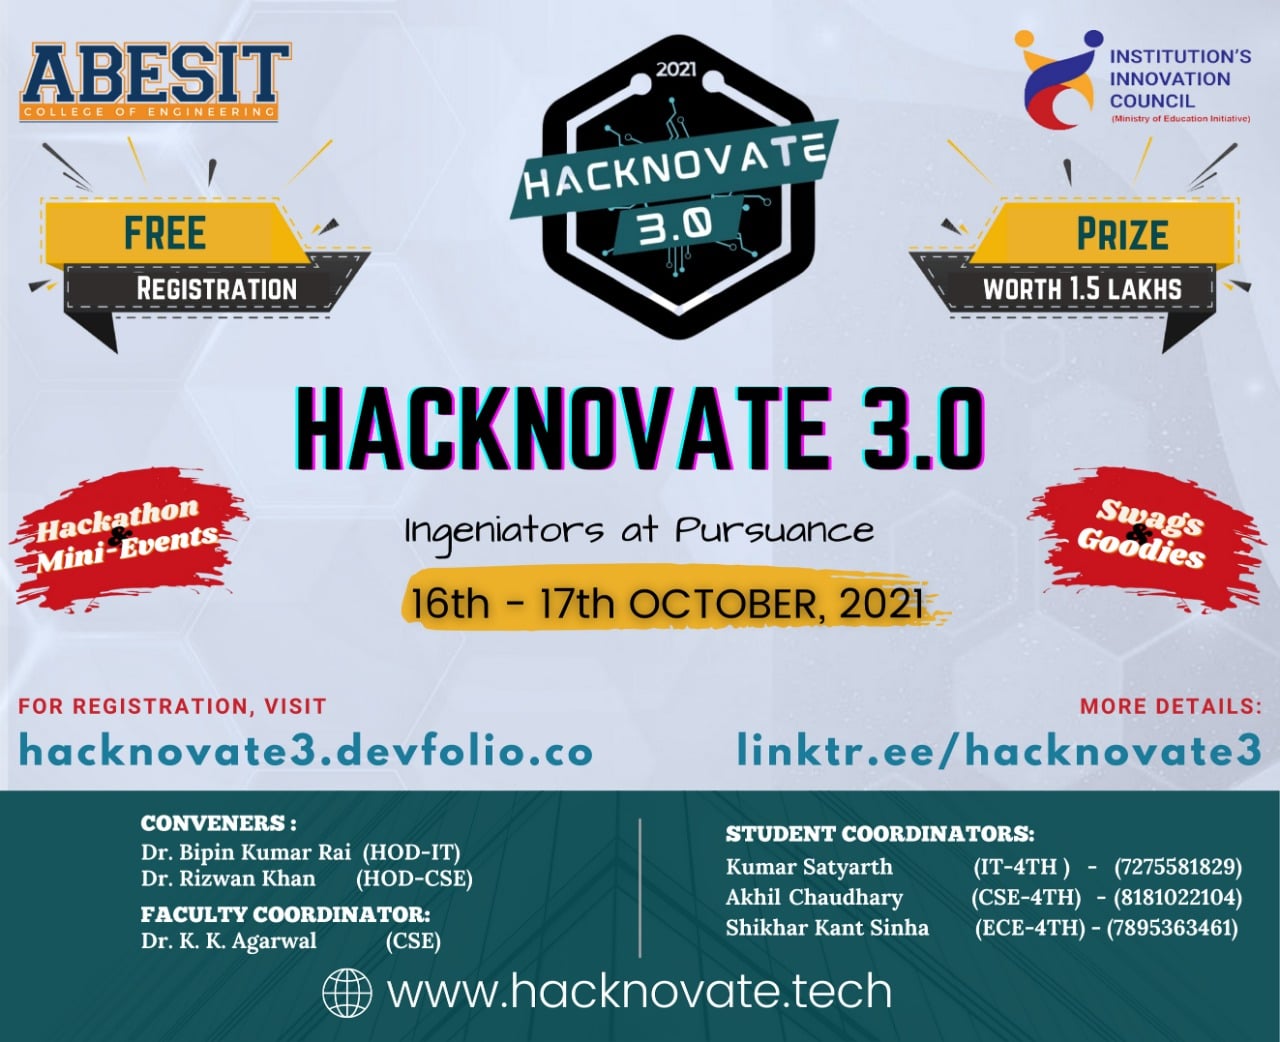 ABESIT
COLLEGE OF ENGINEERING
2021
HACKNOVATE
3.0
INSTITUTION'S
INNOVATION
COUNCIL
(Ministry of Education Initiative)
FREE
REGISTRATION
PRIZE
WORTH 1.5 LAKHS
HACKNOVATE 3.0
Hackathon
&
Mini-Events
Ingeniators at Pursuance
16th - 17th OCTOBER, 2021
Swags
&
Goodies
FOR REGISTRATION, VISIT
hacknovate3.devfolio.co
MORE DETAILS:
linktr.ee/hacknovate3
CONVENERS :
Dr. Bipin Kumar Rai (HOD-IT)
Dr. Rizwan Khan (HOD-CSE)
FACULTY COORDINATOR:
Dr. K. K. Agarwal (CSE)
STUDENT COORDINATORS:
Kumar Satyarth (IT-4TH ) - (7275581829)
Akhil Chaudhary (CSE-4TH) - (8181022104)
Shikhar Kant Sinha (ECE-4TH) - (7895363461)
www.hacknovate.tech